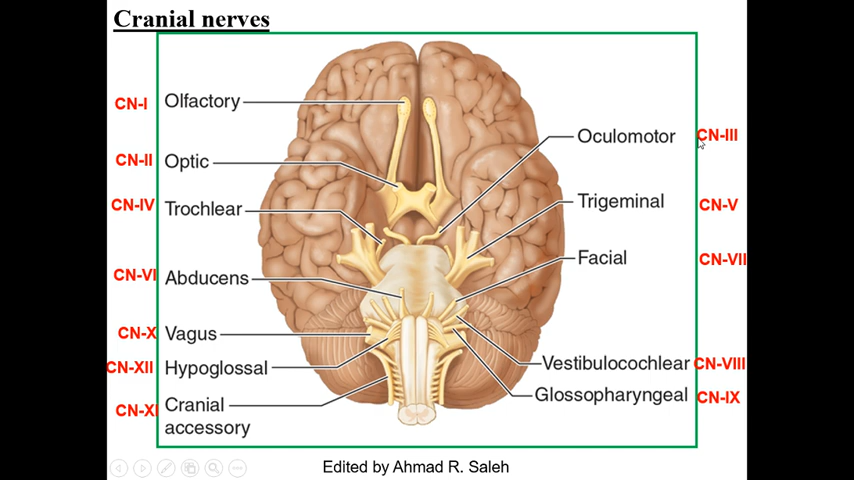 Cranial nerves
CN-I Olfactory
CN-II Optic
CN-IV Trochlear
CN-VI Abducens
CN-X Vagus
CN-XII Hypoglossal
CN-XI Cranial
accessory
Oculomotor CN-III
Trigeminal CN-V
Facial CN-VII
Vestibulocochlear CN-VIII
Glossopharyngeal CN-IX
Edited by Ahmad R. Saleh